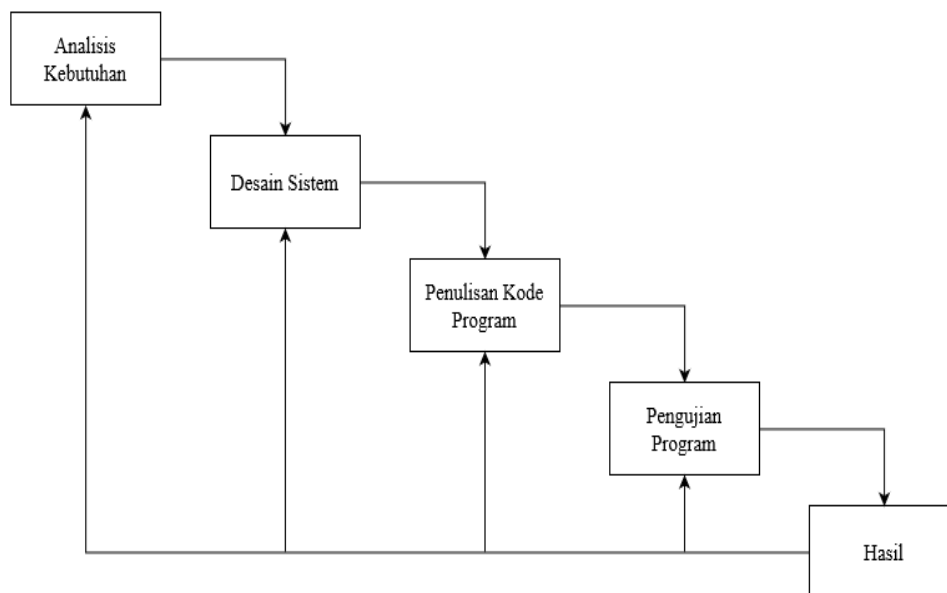 Analisis
Kebutuhan
Desain Sistem
Penulisan Kode
Program
Pengujian
Program
Hasil